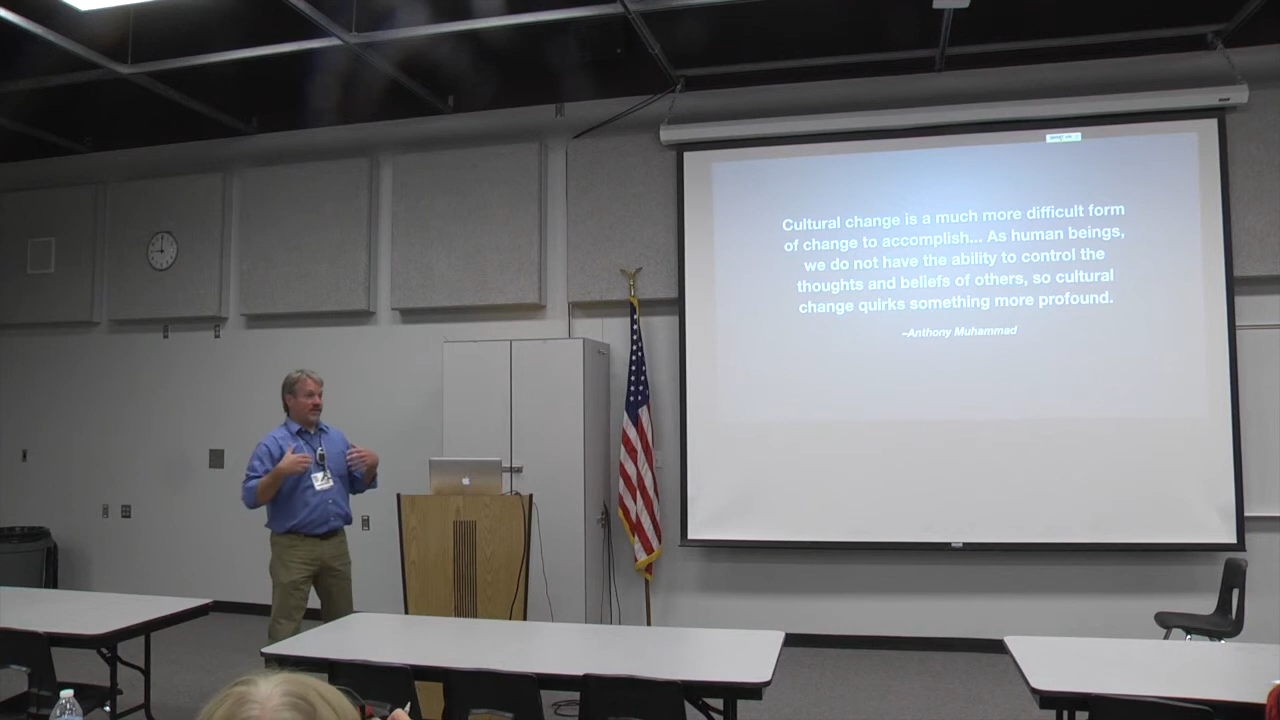 Cultural change is a much more difficult form
of change to accomplish... As human beings,
we do not have the ability to control the
thoughts and beliefs of others, so cultural
change quirks something more profound.
–Anthony Muhammad